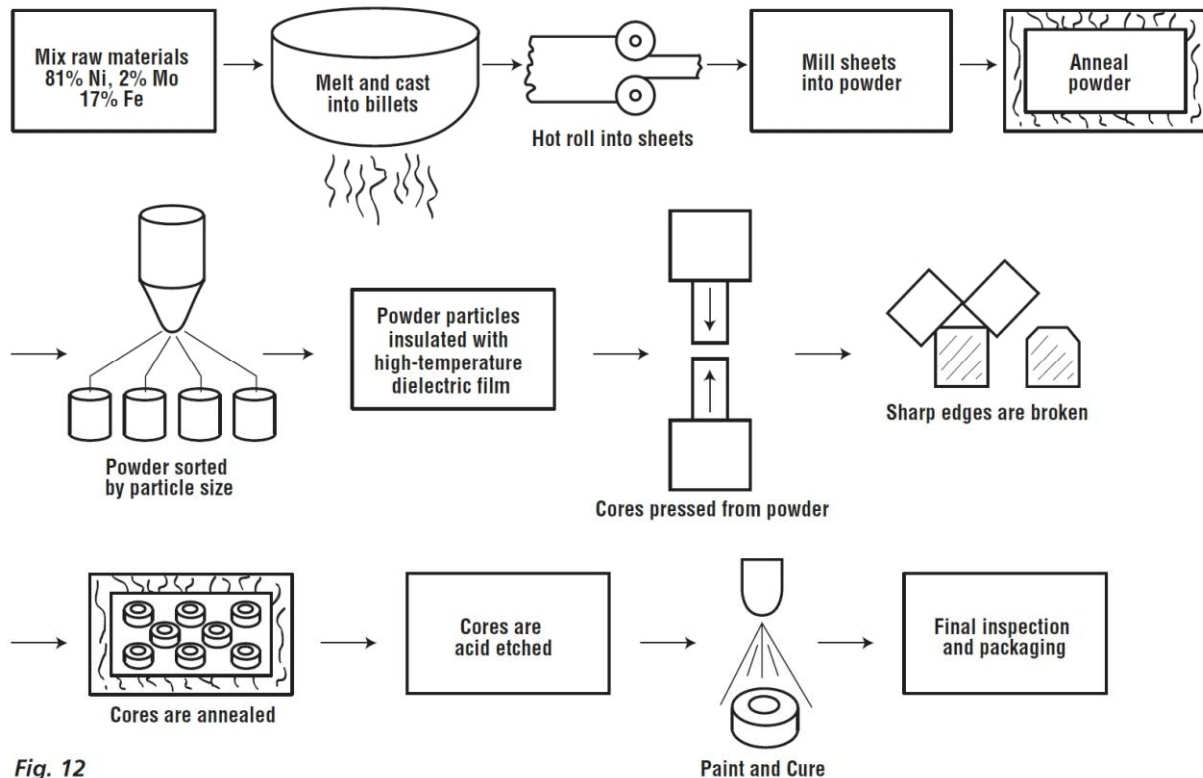 Mix raw materials
81% Ni, 2% Mo
17% Fe
Melt and cast
into billets
Hot roll into sheets
Mill sheets
into powder
Anneal
powder
Powder sorted
by particle size
Powder particles
insulated with
high-temperature
dielectric film
Cores pressed from powder
Sharp edges are broken
Cores are annealed
Cores are
acid etched
Paint and Cure
Final inspection
and packaging
Fig. 12